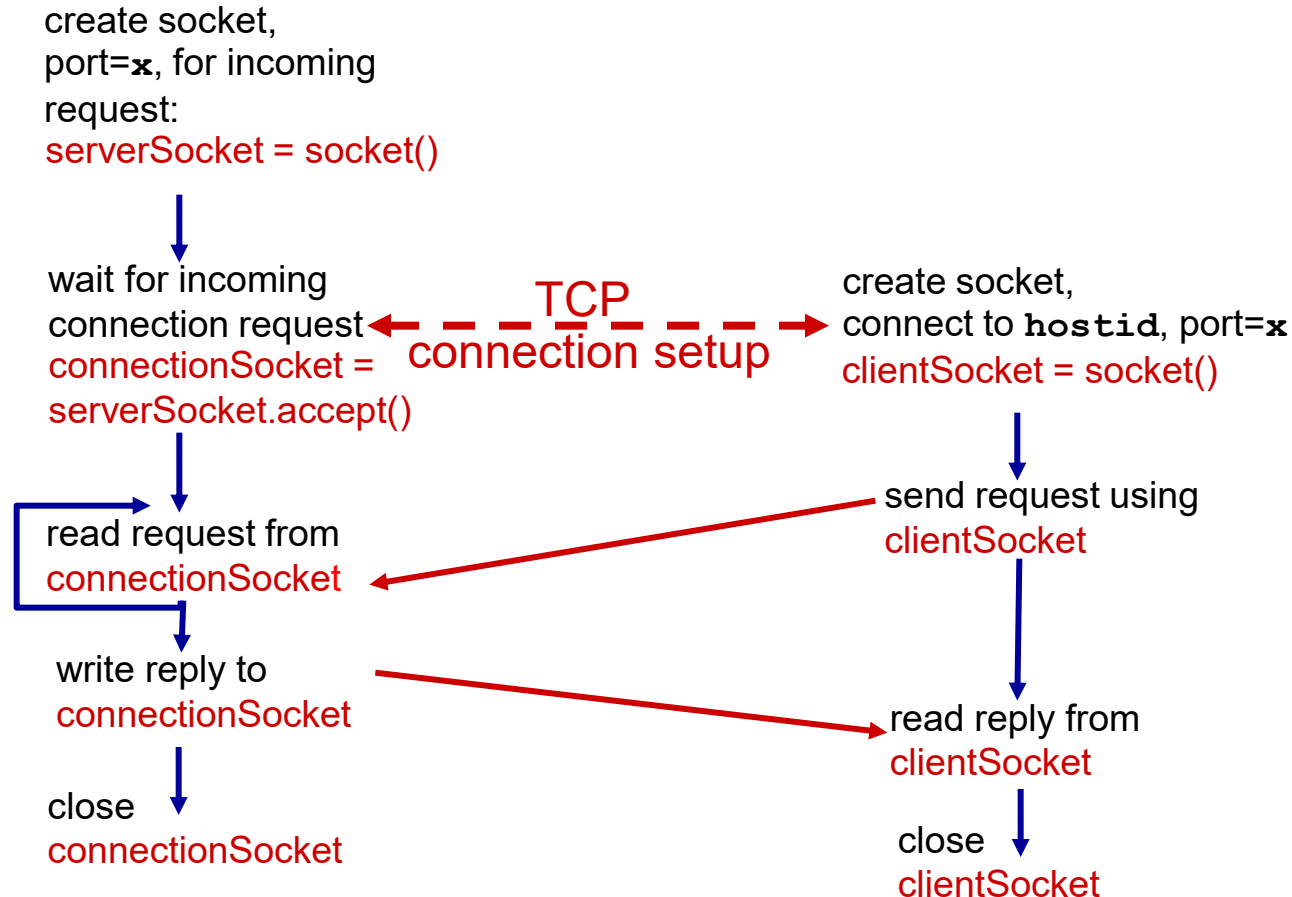 create socket,
port=x, for incoming
request:
serverSocket = socket()
wait for incoming
connection request
connectionSocket =
serverSocket.accept()
TCP
connection setup
create socket,
connect to hostid, port=x
clientSocket = socket()
send request using
clientSocket
read request from
connectionSocket
write reply to
connectionSocket
read reply from
clientSocket
close
connectionSocket
close
clientSocket